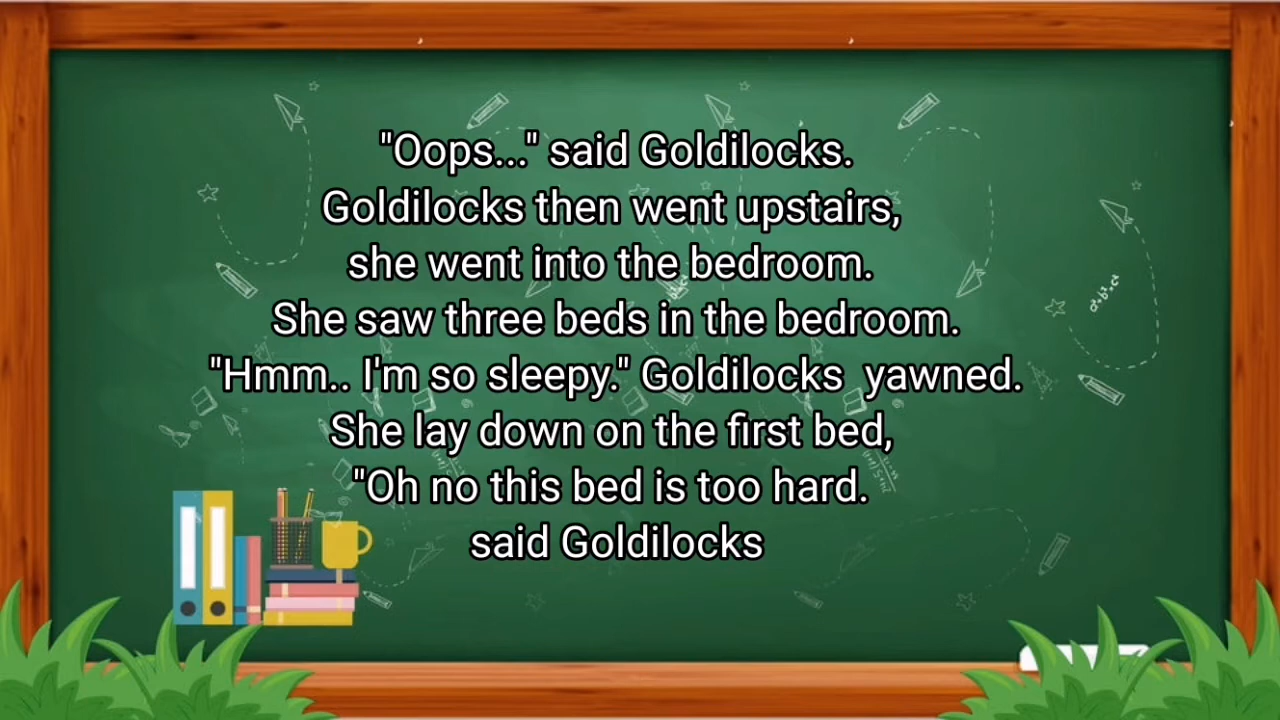 "Oops..." said Goldilocks.
Goldilocks then went upstairs,
she went into the bedroom.
She saw three beds in the bedroom.
"Hmm.. I'm so sleepy." Goldilocks  yawned.
She lay down on the first bed,
"Oh no this bed is too hard.
said Goldilocks